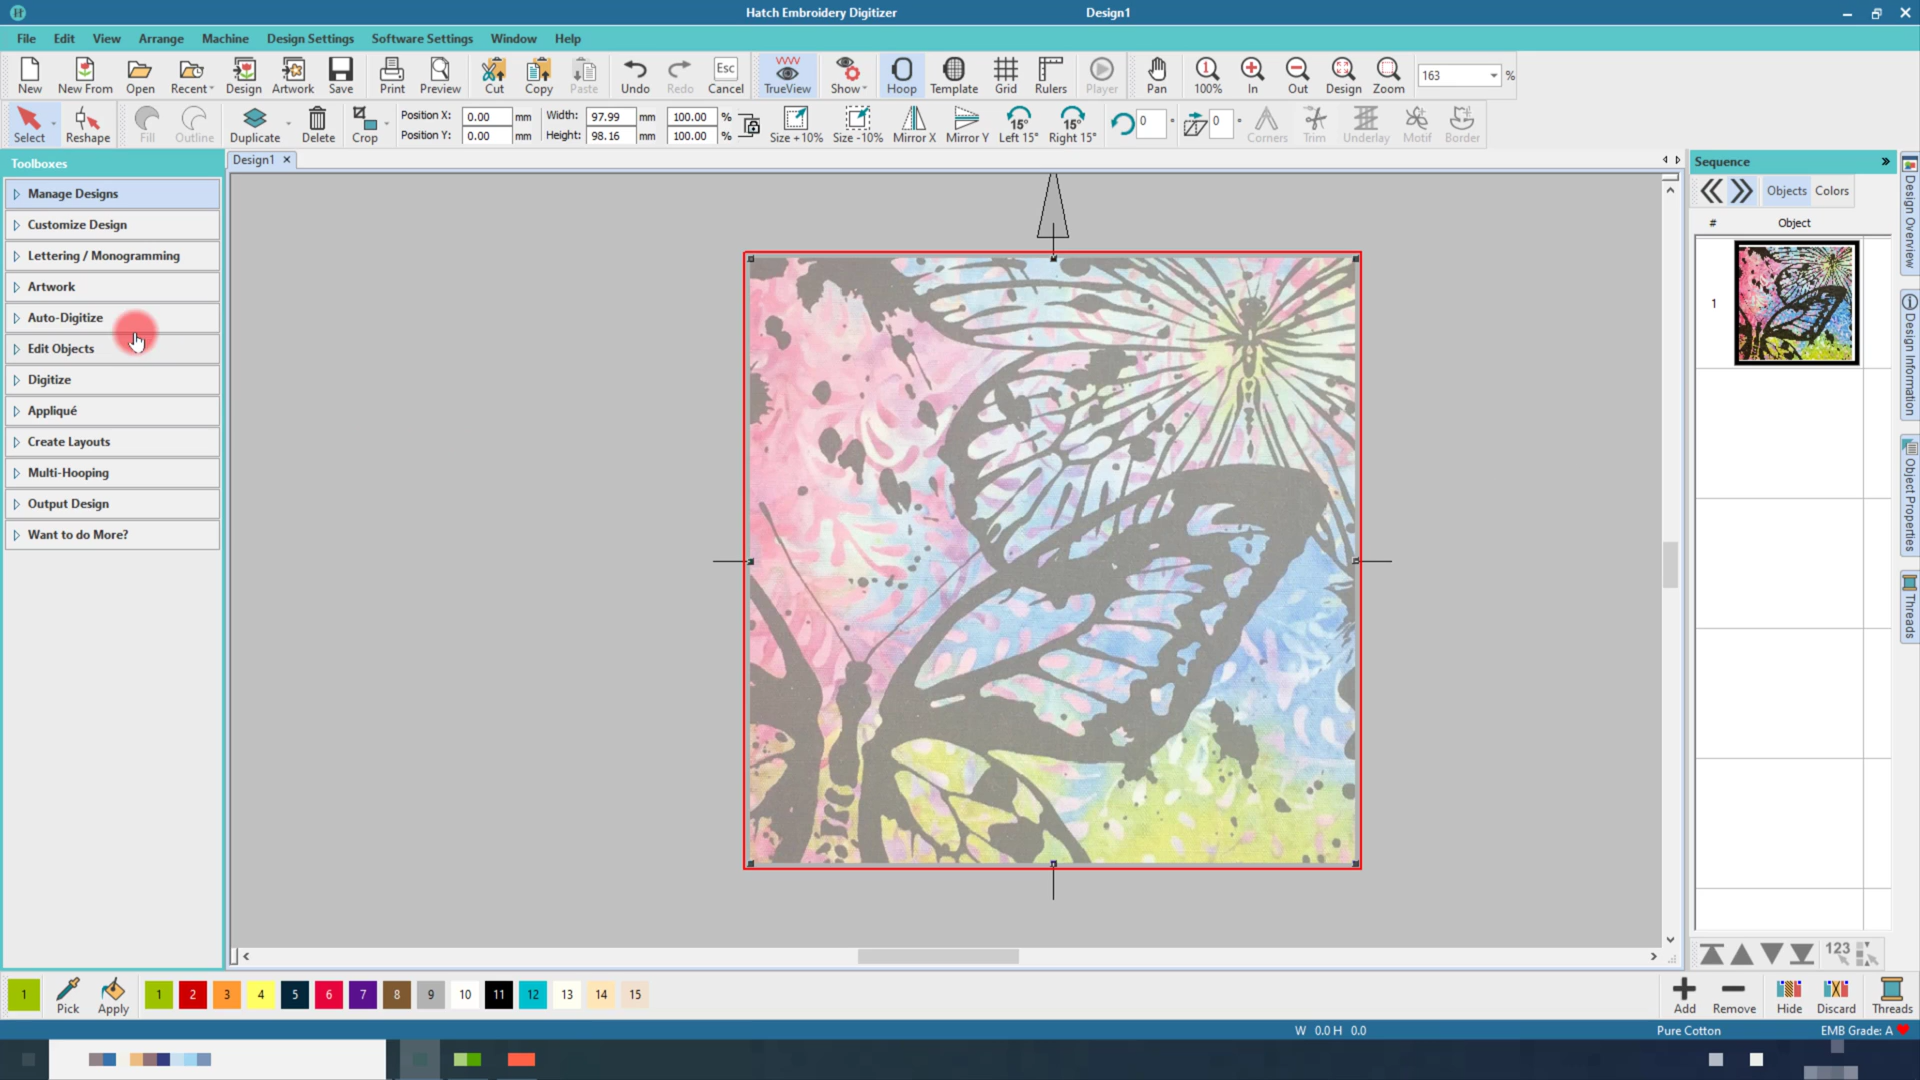 Hatch Embroidery Digitizer Design1
File Edit View Arrange Machine Design Settings Software Settings Window Help
New New From Open Recent Design Artwork Save Print Preview Cut Copy Paste Undo Redo Esc Cancel TrueView Show Hoop Template Grid Rulers Player Pan 1 100% In Out Design Zoom 163 %
Select Reshape Fill Outline Duplicate Delete Crop Size +10% Size -10% Mirror X Mirror Y 15° Left 15° 15° Right 15° 0 ° 0 ° Corners Trim Underlay Motif Border
Position X: 0.00 mm Width: 97.99 mm 100.00 %
Position Y: 0.00 mm Height: 98.16 mm 100.00 %
Toolboxes
Design1
Sequence
Manage Designs
Customize Design
Lettering / Monogramming
Artwork
Auto-Digitize
Edit Objects
Digitize
Appliqué
Create Layouts
Multi-Hooping
Output Design
Want to do More?
Objects Colors
# Object
1
123
Design Overview
Design Information
Object Properties
Threads
1 Pick Apply 1 2 3 4 5 6 7 8 9 10 11 12 13 14 15 Add Remove Hide Discard Threads
W 0.0 H 0.0 Pure Cotton EMB Grade: A